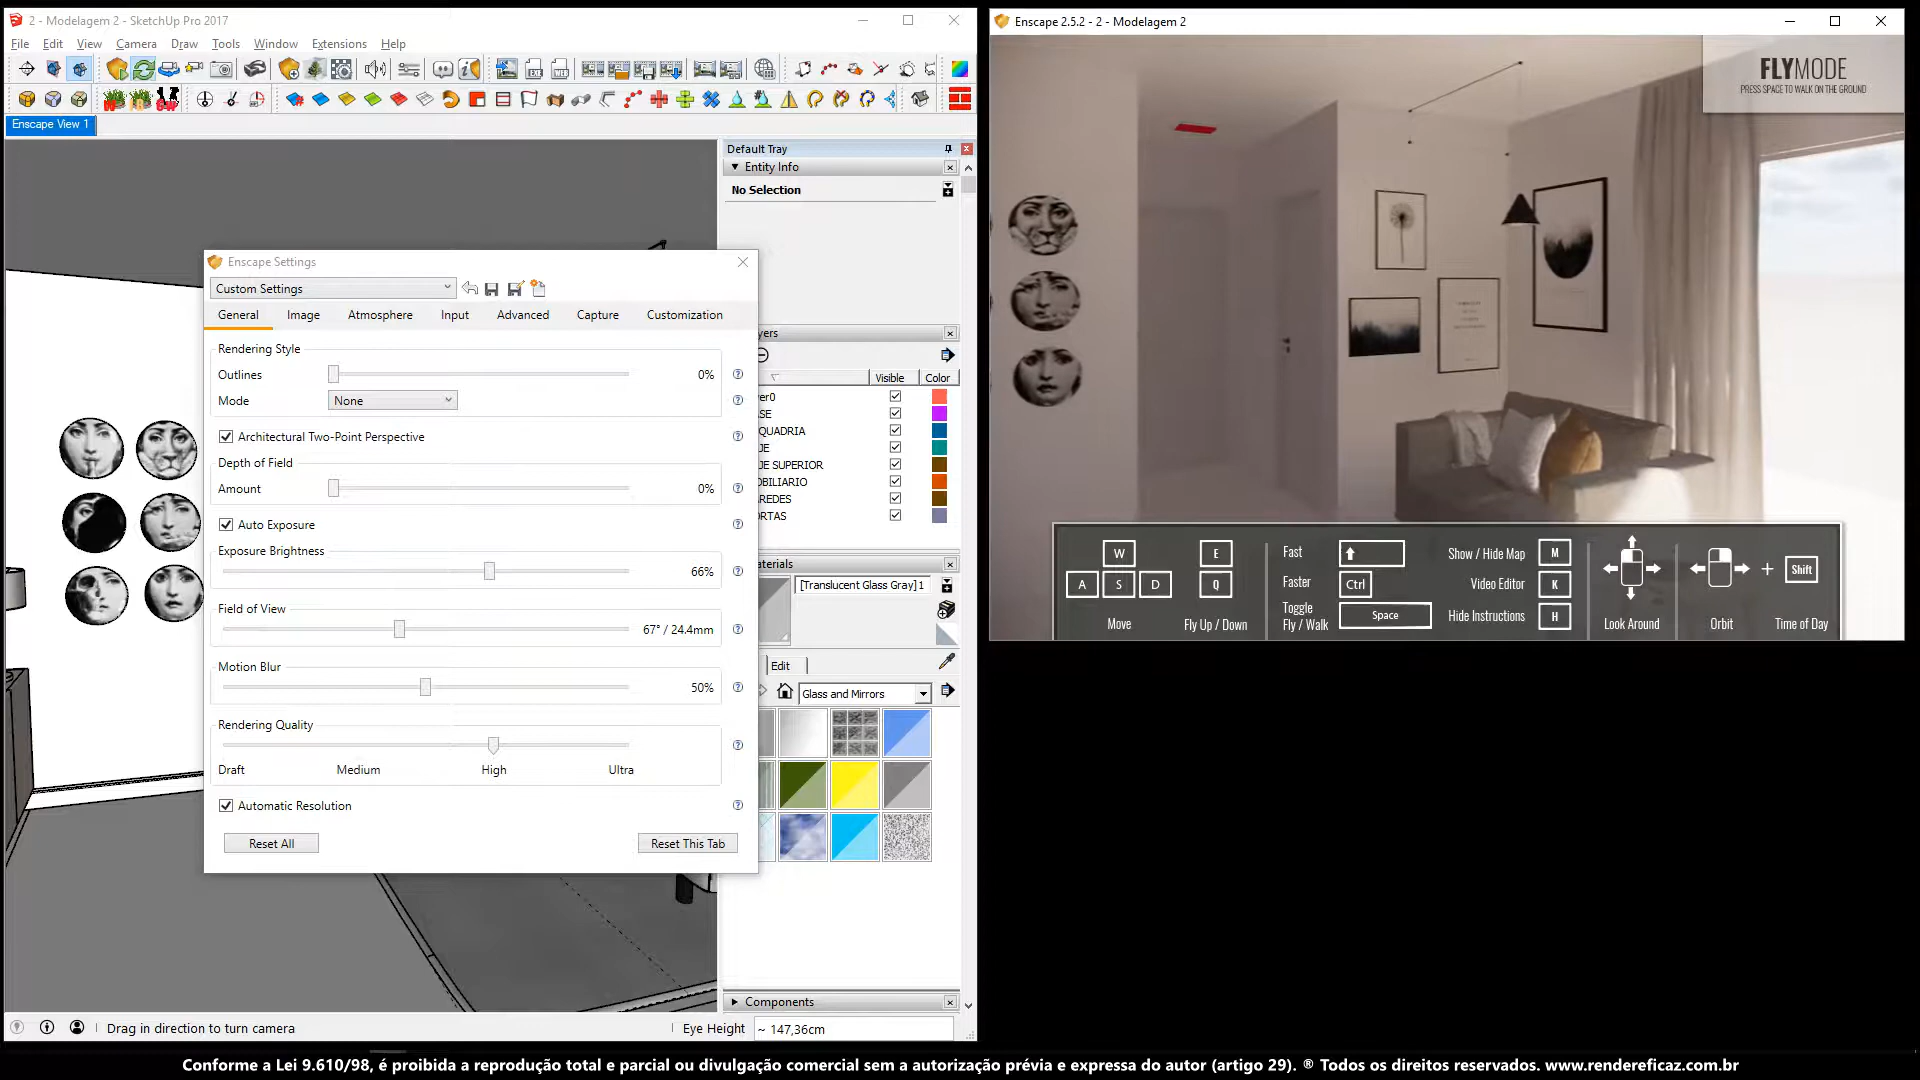 2 - Modelagem 2 - SketchUp Pro 2017
File Edit View Camera Draw Tools Window Extensions Help
Enscape View 1
Default Tray
Entity Info
No Selection
Enscape Settings
Custom Settings
General Image Atmosphere Input Advanced Capture Customization
Rendering Style
Outlines 0%
Mode None
Architectural Two-Point Perspective
Depth of Field
Amount 0%
Auto Exposure
Exposure Brightness
66%
Field of View
67° / 24.4mm
Motion Blur
50%
Rendering Quality
Draft Medium High Ultra
Automatic Resolution
Reset All Reset This Tab
yers
Visible Color
yer0
SE
QUADRIA
JE
JE SUPERIOR
OBILIARIO
REDES
ORTAS
aterials
[Translucent Glass Gray]1
Edit
Glass and Mirrors
Components
Drag in direction to turn camera
Eye Height ~ 147,36cm
Enscape 2.5.2 - 2 - Modelagem 2
FLYMODE
PRESS SPACE TO WALK ON THE GROUND
W
A S D
Move
E
Q
Fly Up / Down
Fast
Faster Ctrl
Toggle
Fly / Walk Space
Show / Hide Map M
Video Editor K
Hide Instructions H
Look Around
Orbit
+ Shift
Time of Day
Conforme a Lei 9.610/98, é proibida a reprodução total e parcial ou divulgação comercial sem a autorização prévia e expressa do autor (artigo 29). ® Todos os direitos reservados. www.rendereficaz.com.br